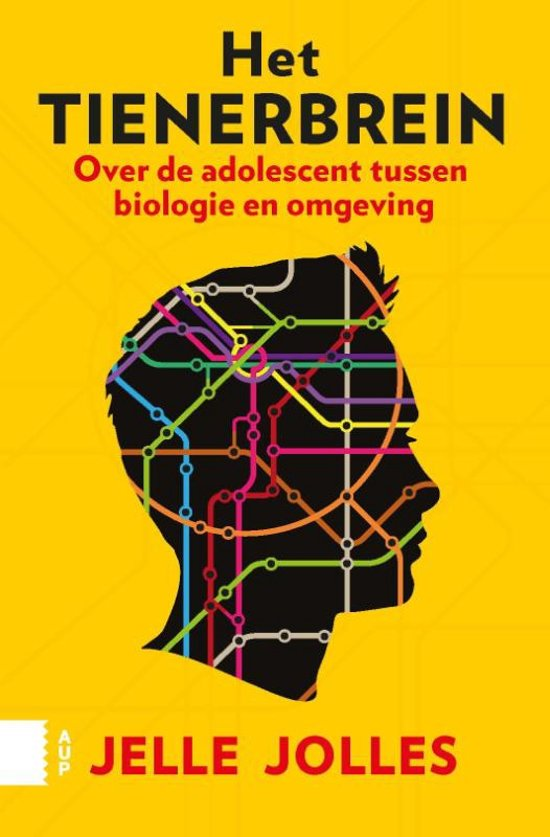 Het
TIENERBREIN
Over de adolescent tussen
biologie en omgeving
AUP
JELLE JOLLES